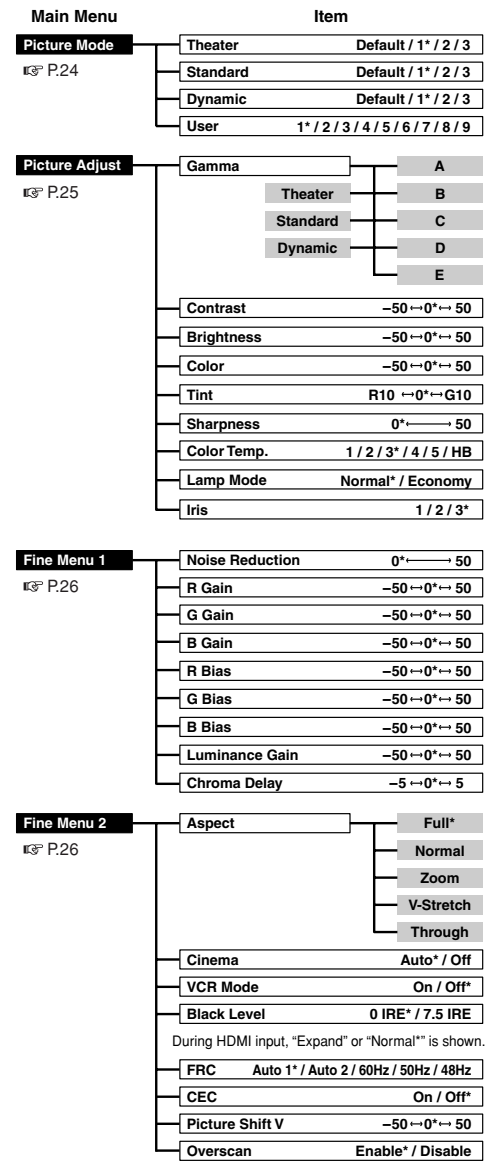 Main Menu Item
Picture Mode Theater Default / 1* / 2 / 3
☞ P.24 Standard Default / 1* / 2 / 3
Dynamic Default / 1* / 2 / 3
User 1* / 2 / 3 / 4 / 5 / 6 / 7 / 8 / 9
Picture Adjust Gamma A
☞ P.25 Theater B
Standard C
Dynamic D
E
Contrast –50↔0*↔ 50
Brightness –50↔0*↔ 50
Color –50↔0*↔ 50
Tint R10 ↔0*↔G10
Sharpness 0*↔ 50
Color Temp. 1 / 2 / 3* / 4 / 5 / HB
Lamp Mode Normal* / Economy
Iris 1 / 2 / 3*
Fine Menu 1 Noise Reduction 0*↔ 50
☞ P.26 R Gain –50↔0*↔ 50
G Gain –50↔0*↔ 50
B Gain –50↔0*↔ 50
R Bias –50↔0*↔ 50
G Bias –50↔0*↔ 50
B Bias –50↔0*↔ 50
Luminance Gain –50↔0*↔ 50
Chroma Delay –5↔0*↔ 5
Fine Menu 2 Aspect Full*
☞ P.26 Normal
Zoom
V-Stretch
Through
Cinema Auto* / Off
VCR Mode On / Off*
Black Level 0 IRE* / 7.5 IRE
During HDMI input, “Expand” or “Normal*” is shown.
FRC Auto 1* / Auto 2 / 60Hz / 50Hz / 48Hz
CEC On / Off*
Picture Shift V –50↔0*↔ 50
Overscan Enable* / Disable